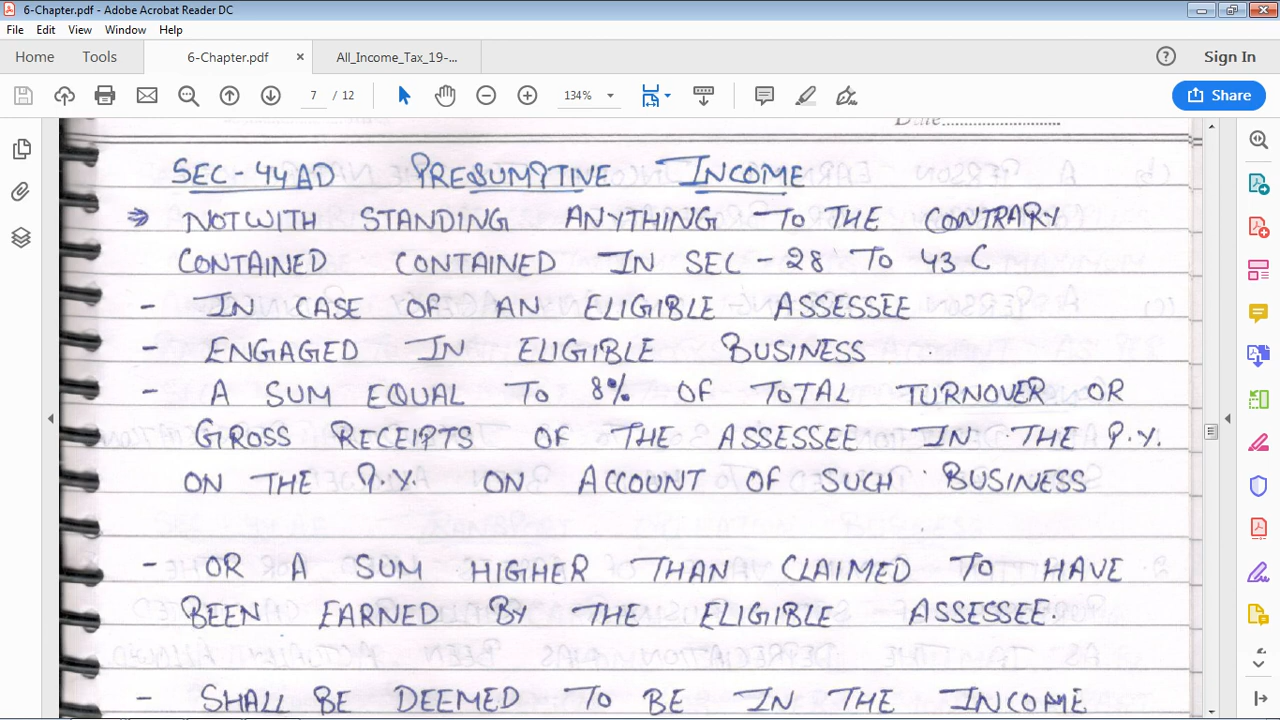 6-Chapter.pdf - Adobe Acrobat Reader DC
File Edit View Window Help
Home Tools 6-Chapter.pdf × All_Income_Tax_19-... Sign In
7 / 12 134% Share
Date
SEC-44AD PRESUMPTIVE INCOME
NOTWITH STANDING ANYTHING TO THE CONTRARY
CONTAINED CONTAINED IN SEC - 28 TO 43 C
- IN CASE OF AN ELIGIBLE ASSESSEE
- ENGAGED IN ELIGIBLE BUSINESS
- A SUM EQUAL TO 8% OF TOTAL TURNOVER OR
GROSS RECEIPTS OF THE ASSESSEE IN THE P.Y.
ON THE P.Y. ON ACCOUNT OF SUCH BUSINESS
- OR A SUM HIGHER THAN CLAIMED TO HAVE
BEEN EARNED BY THE ELIGIBLE ASSESSEE.
- SHALL BE DEEMED TO BE IN THE INCOME